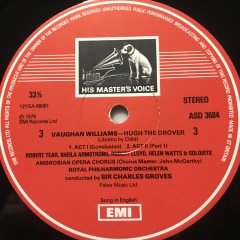 HIS MASTER'S VOICE
33⅓
STEREO
ASD 3684
℗ 1979
EMI Records Ltd
3
VAUGHAN WILLIAMS—HUGH THE DROVER
3
(Libretto by Child)
1. ACT I (Conclusion) 2. ACT II (Part 1)
ROBERT TEAR, SHEILA ARMSTRONG, ROBERT LLOYD, HELEN WATTS & SOLOISTS
AMBROSIAN OPERA CHORUS (Chorus Master: John McCarthy)
ROYAL PHILHARMONIC ORCHESTRA
conducted by SIR CHARLES GROVES
Faber Music Ltd
Sung in English
EMI